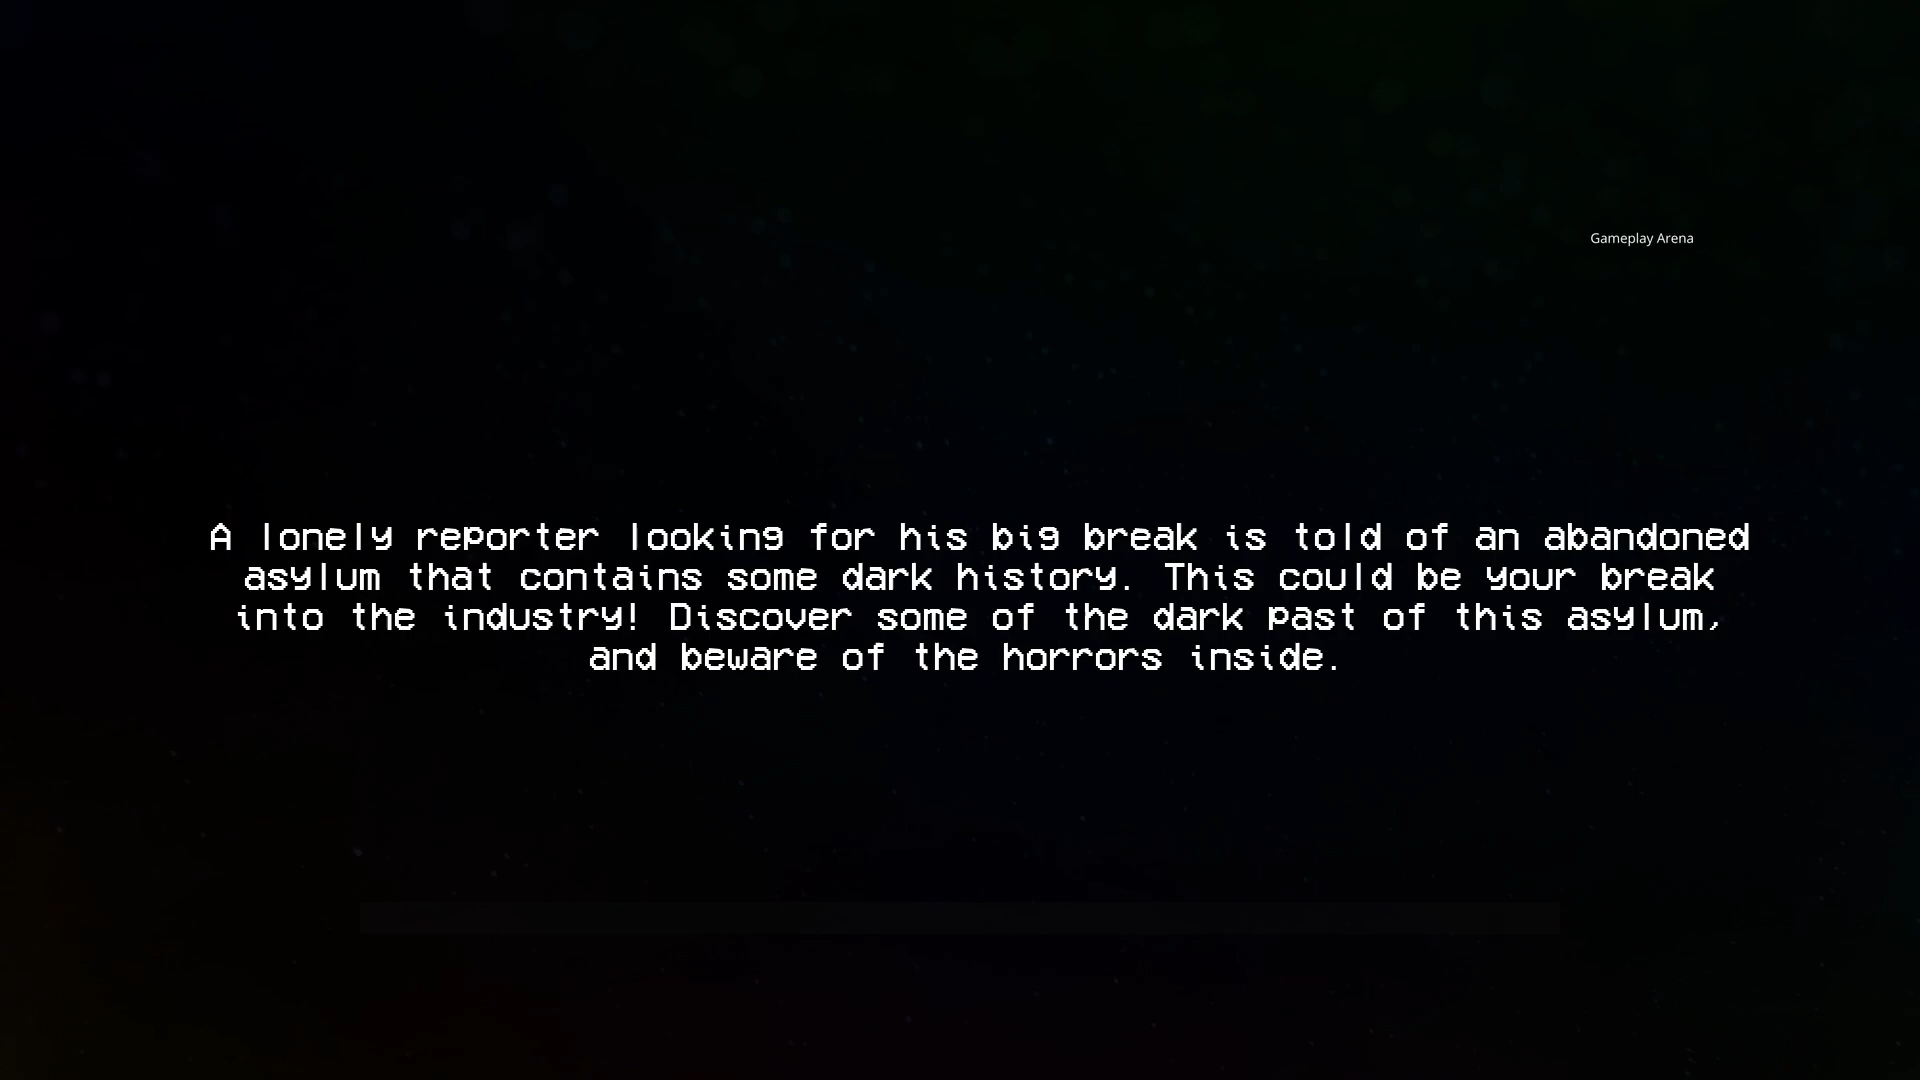 Gameplay Arena
A lonely reporter looking for his big break is told of an abandoned
asylum that contains some dark history. This could be your break
into the industry! Discover some of the dark past of this asylum,
and beware of the horrors inside.